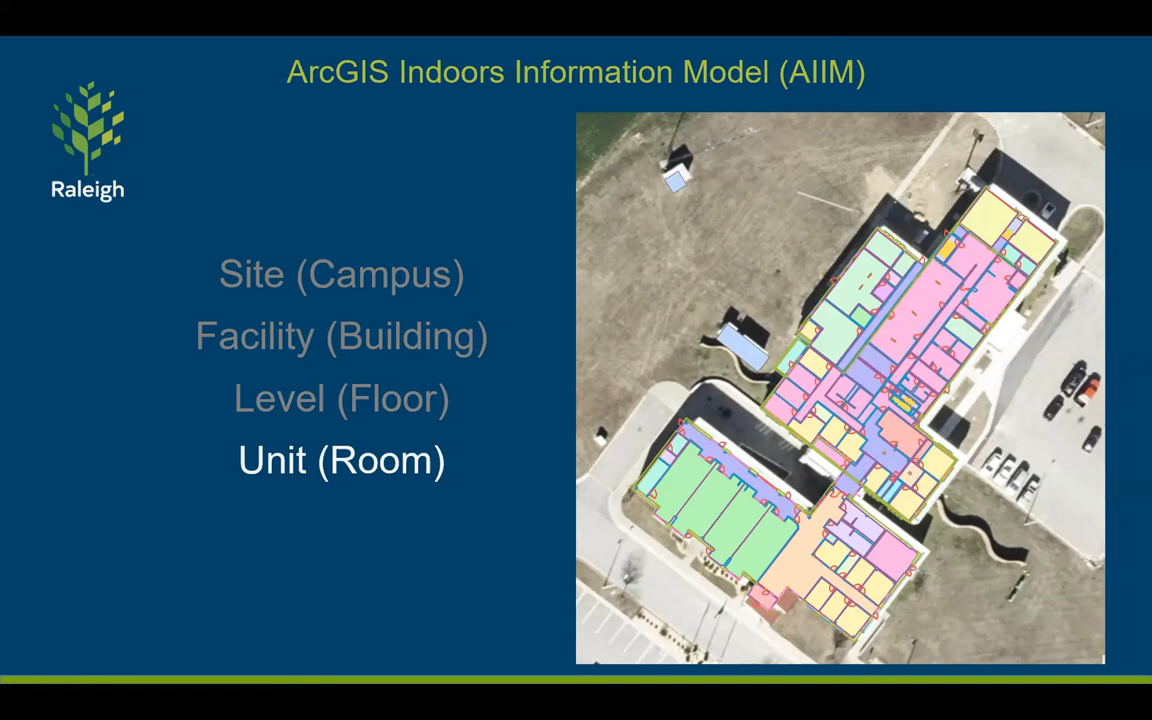 ArcGIS Indoors Information Model (AIIM)
Raleigh
Site (Campus)
Facility (Building)
Level (Floor)
Unit (Room)